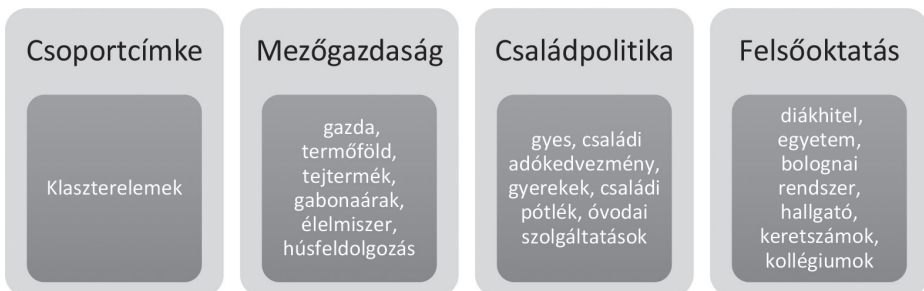 Csoportcímke
Klaszterelemek
Mezőgazdaság
gazda,
termőföld,
tejtermék,
gabonaárak,
élelmiszer,
húsfeldolgozás
Családpolitika
gyes, családi
adókedvezmény,
gyerekek, családi
pótlék, óvodai
szolgáltatások
Felsőoktatás
diákhitel,
egyetem,
bolognai
rendszer,
hallgató,
keretszámok,
kollégiumok